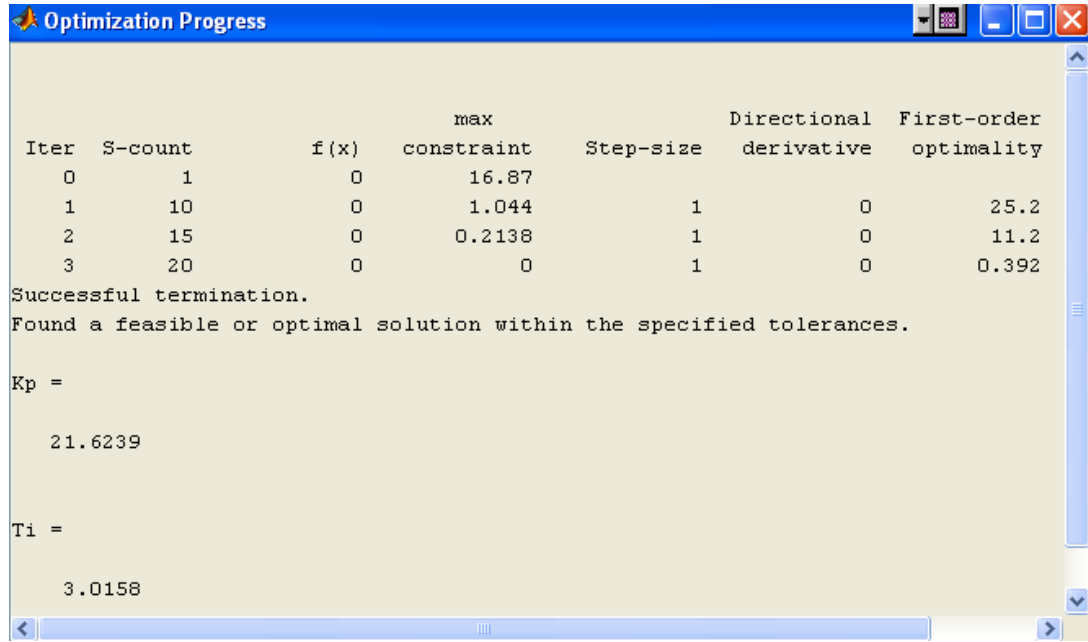 Optimization Progress
max Directional First-order
Iter S-count f(x) constraint Step-size derivative optimality
0 1 0 16.87
1 10 0 1.044 1 0 25.2
2 15 0 0.2138 1 0 11.2
3 20 0 0 1 0 0.392
Successful termination.
Found a feasible or optimal solution within the specified tolerances.
Kp =
21.6239
Ti =
3.0158